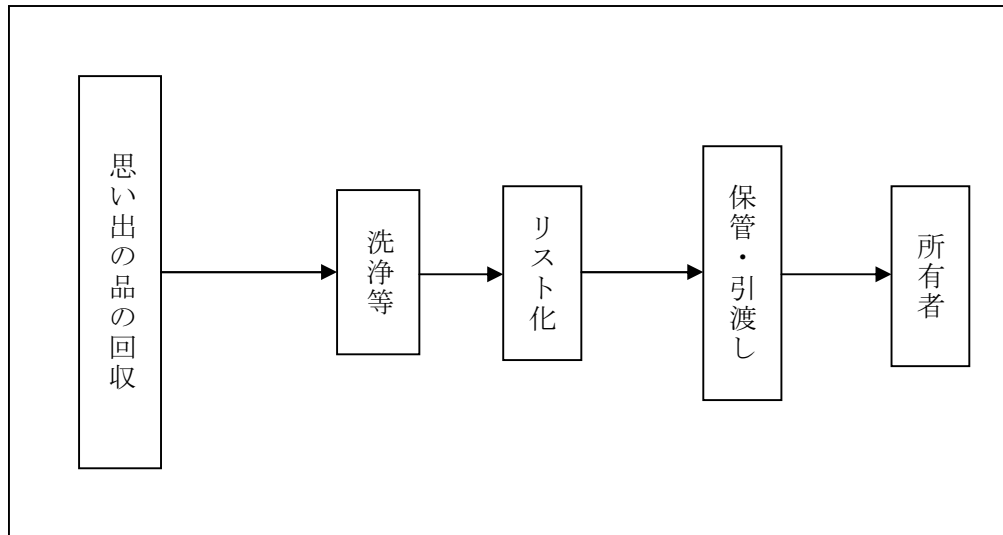 思い出の品の回収
洗浄等
リスト化
保管・引渡し
所有者